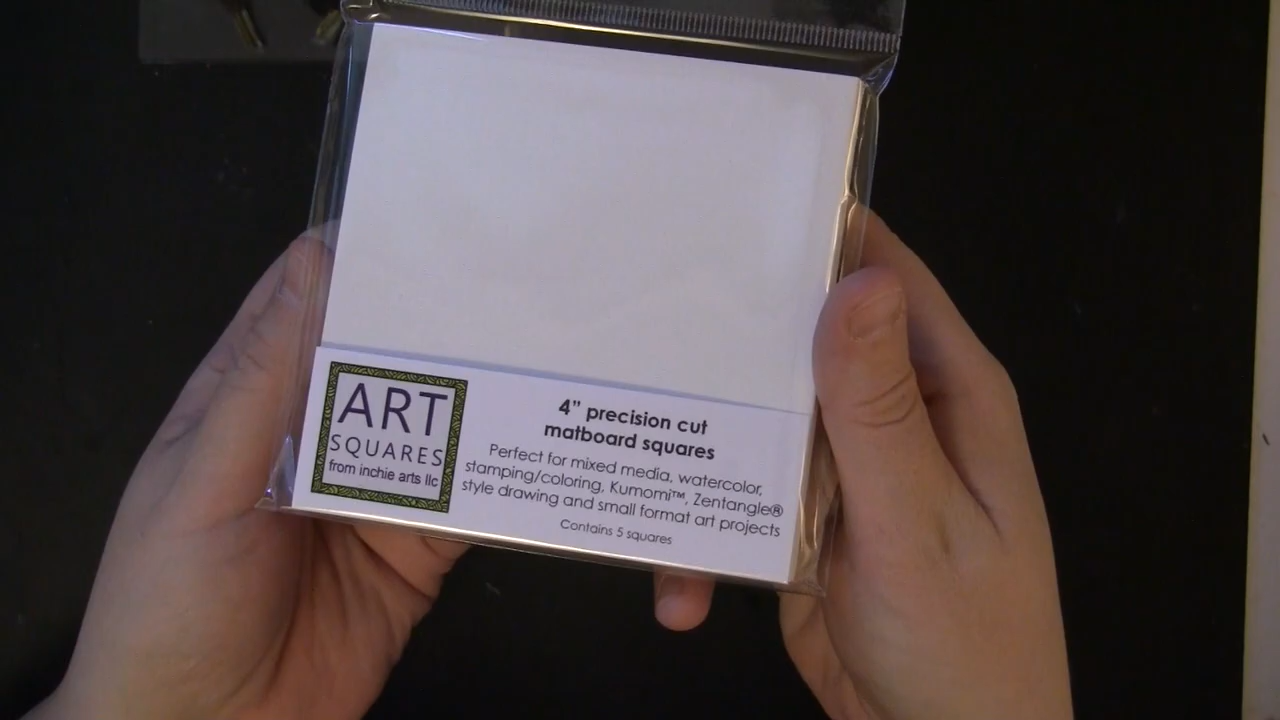 ART
SQUARES
from inchie arts llc
4” precision cut
matboard squares
Perfect for mixed media, watercolor,
stamping/coloring, Kumomi™, Zentangle®
style drawing and small format art projects
Contains 5 squares